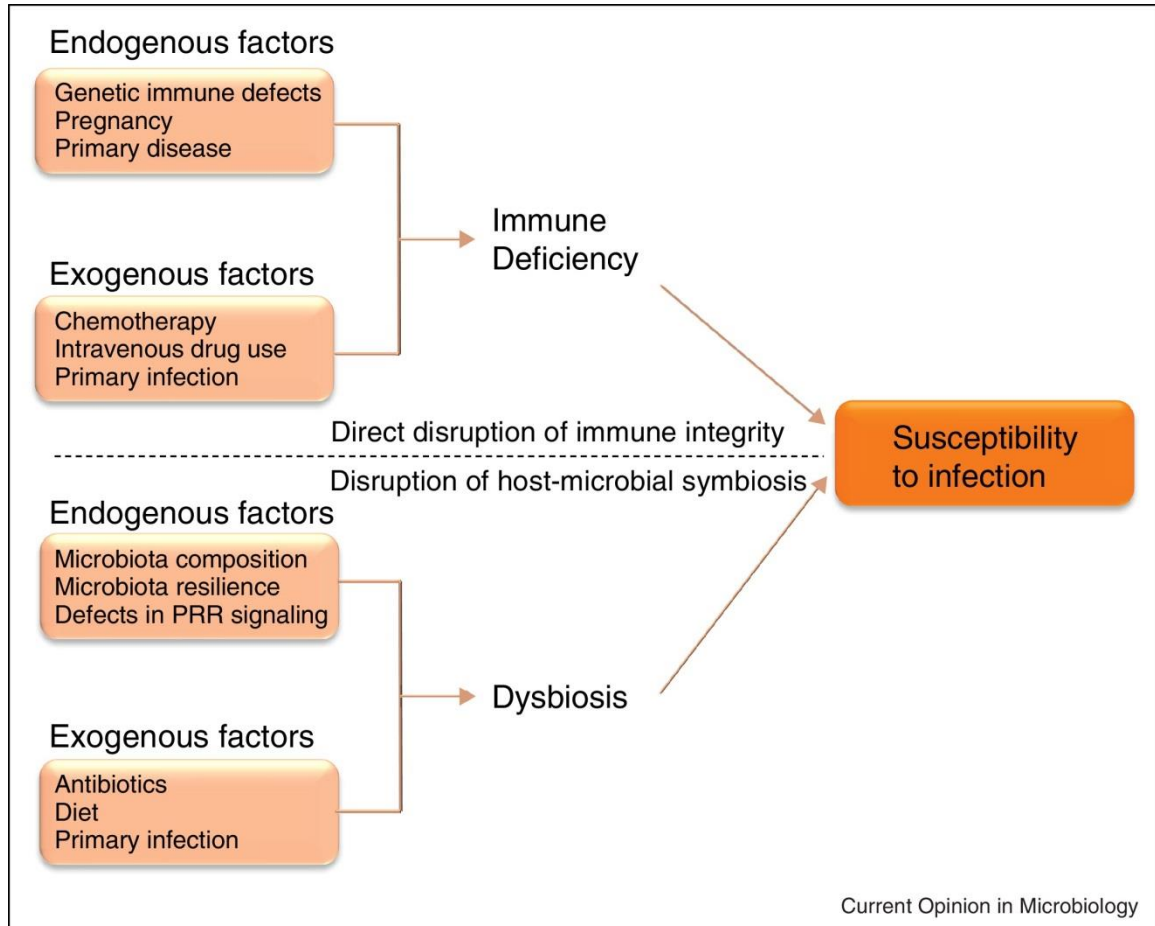 Endogenous factors
Genetic immune defects
Pregnancy
Primary disease
Exogenous factors
Chemotherapy
Intravenous drug use
Primary infection
Immune
Deficiency
Direct disruption of immune integrity
Disruption of host-microbial symbiosis
Susceptibility
to infection
Endogenous factors
Microbiota composition
Microbiota resilience
Defects in PRR signaling
Exogenous factors
Antibiotics
Diet
Primary infection
Dysbiosis
Current Opinion in Microbiology